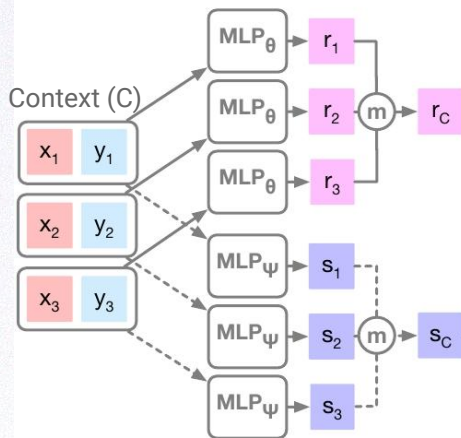 MLPθ
r1
Context (C)
MLPθ
r2
m
rC
x1
y1
MLPθ
r3
x2
y2
MLPΨ
s1
x3
y3
MLPΨ
s2
m
sC
MLPΨ
s3